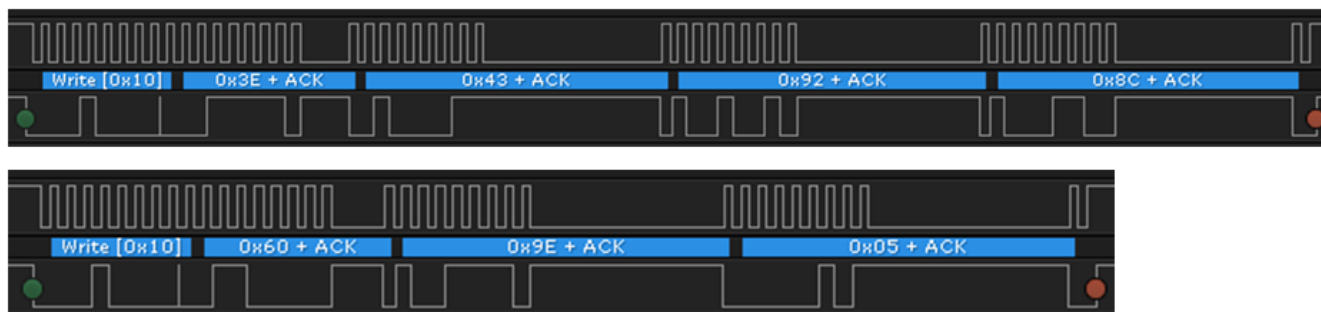 Write [0x10] 0x3E + ACK 0x43 + ACK 0x92 + ACK 0x8C + ACK
Write [0x10] 0x60 + ACK 0x9E + ACK 0x05 + ACK